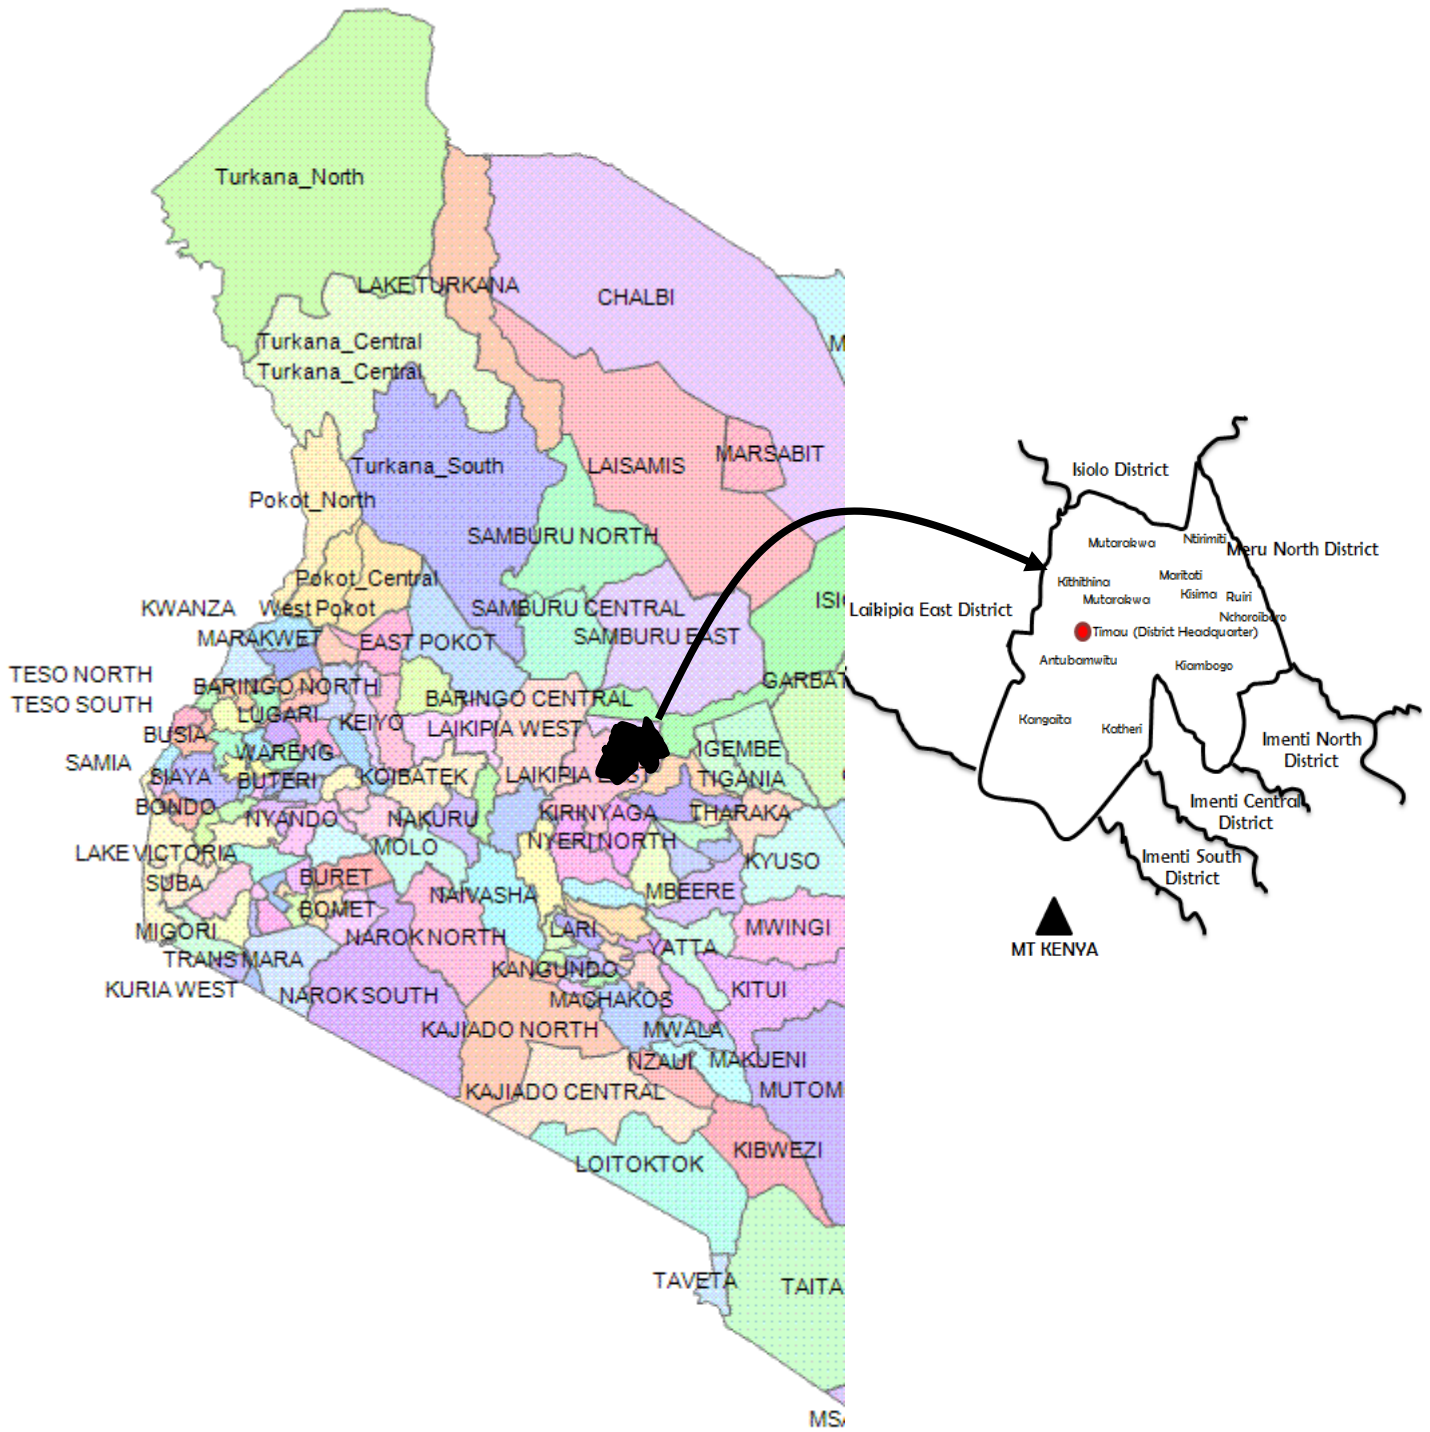 Turkana_North
LAKE TURKANA
CHALBI
Turkana_Central
Turkana_Central
MARSABIT
LAISAMIS
Turkana_South
Pokot_North
SAMBURU NORTH
Pokot_Central
KWANZA
West Pokot
SAMBURU CENTRAL
MARAKWET
EAST POKOT
SAMBURU EAST
TESO NORTH
BARINGO NORTH
BARINGO CENTRAL
TESO SOUTH
LUGARI
KEIYO
LAIKIPIA WEST
BUSIA
WARENG
IGEMBE
SAMIA
SIAYA
BUTERI
KOIBATEK
LAIKIPIA EAST
TIGANIA
BONDO
NYANDO
NAKURU
KIRINYAGA
THARAKA
LAKE VICTORIA
MOLO
NYERI NORTH
KYUSO
SUBA
BURET
NAIVASHA
MBEERE
BOMET
MIGORI
NAROK NORTH
LARI
YATTA
MWINGI
TRANS MARA
KANGUNDO
KURIA WEST
NAROK SOUTH
MACHAKOS
KITUI
KAJIADO NORTH
MWALA
NZAUI
MAKUENI
KAJIADO CENTRAL
MUTOM
KIBWEZI
LOITOKTOK
TAVETA
TAITA
M
ISI
GARBAT
MSA
Isiolo District
Mutarakwa
Ntirimiti
Meru North District
Kithithina
Maritati
Mutarakwa
Kisima
Ruiri
Laikipia East District
Nchoroiboro
Timau (District Headquarter)
Antubamwitu
Kiambogo
Kangaita
Katheri
Imenti North
District
Imenti Central
District
Imenti South
District
MT KENYA